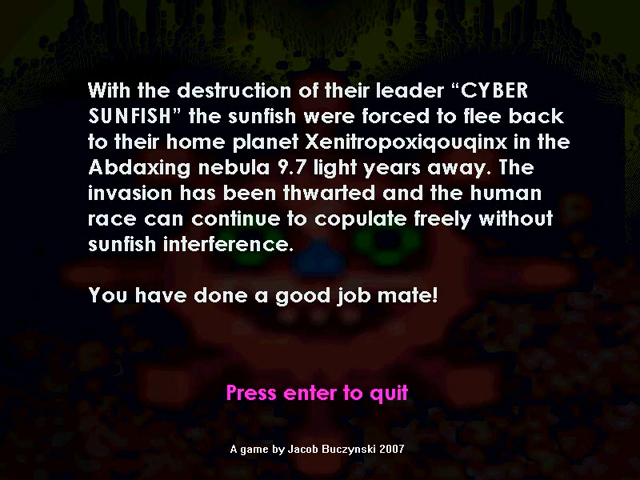 With the destruction of their leader “CYBER
SUNFISH” the sunfish were forced to flee back
to their home planet Xenitropoxiqouqinx in the
Abdaxing nebula 9.7 light years away. The
invasion has been thwarted and the human
race can continue to copulate freely without
sunfish interference.
You have done a good job mate!
Press enter to quit
A game by Jacob Buczynski 2007